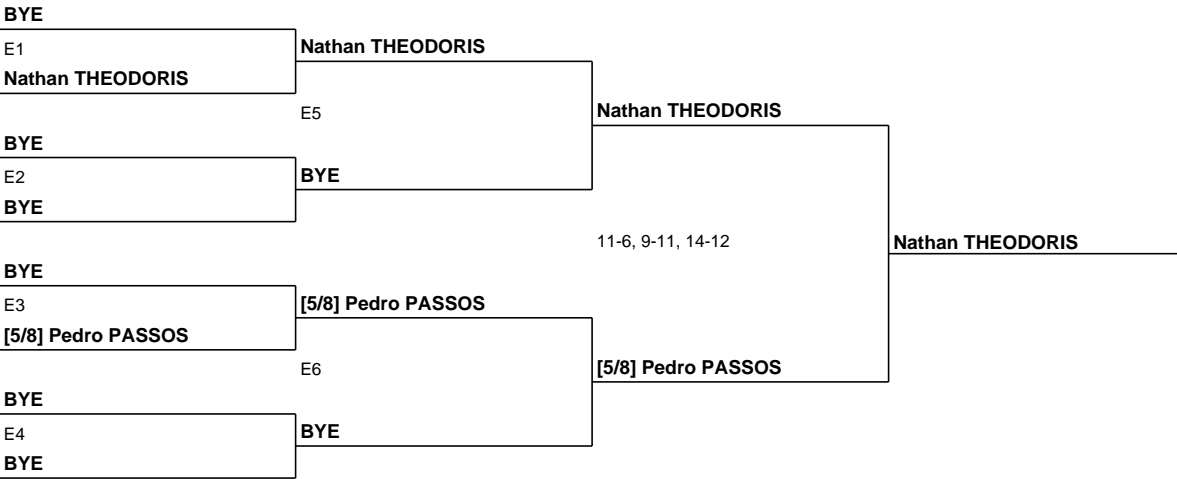 BYE
E1
Nathan THEODORIS
Nathan THEODORIS
E5
BYE
E2
BYE
BYE
Nathan THEODORIS
11-6, 9-11, 14-12
Nathan THEODORIS
BYE
E3
[5/8] Pedro PASSOS
[5/8] Pedro PASSOS
E6
[5/8] Pedro PASSOS
BYE
E4
BYE
BYE